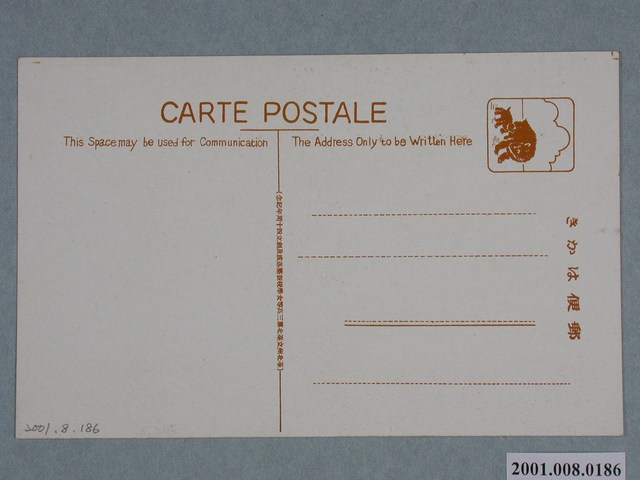 CARTE POSTALE
This Space may be used for Communication
The Address Only to be Written Here
きかは便郵
2001.8.186
2001.008.0186